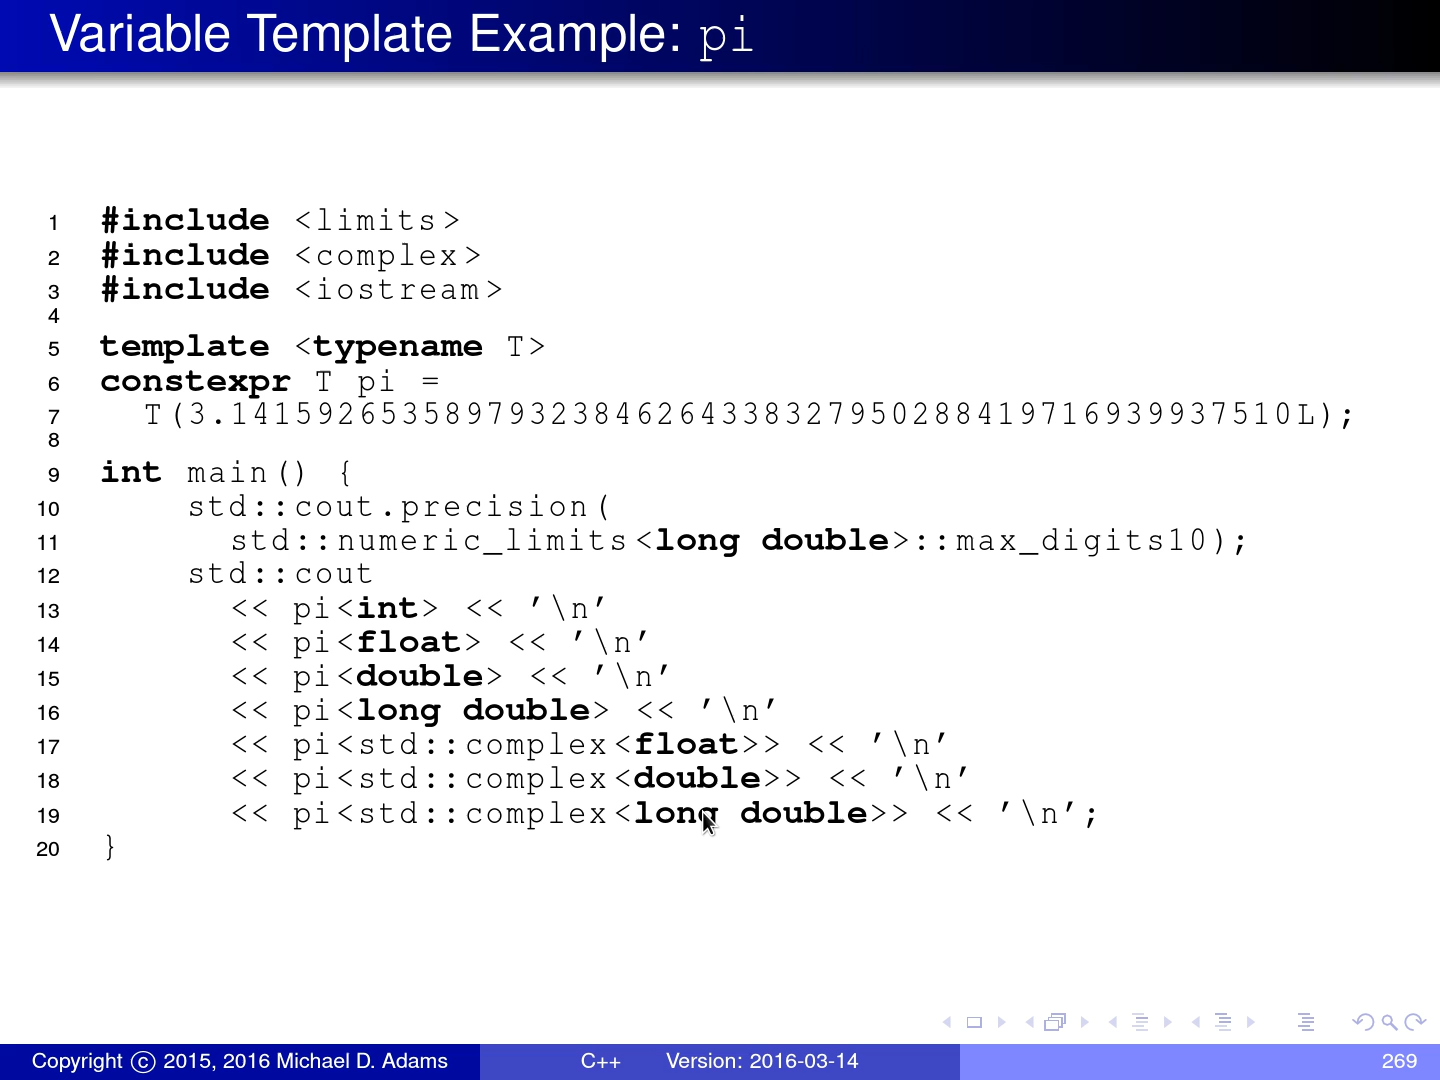 Variable Template Example: pi
1 #include <limits>
2 #include <complex>
3 #include <iostream>
4
5 template <typename T>
6 constexpr T pi =
7 T(3.14159265358979323846264338327950288419716939937510L);
8
9 int main() {
10 std::cout.precision(
11 std::numeric_limits<long double>::max_digits10);
12 std::cout
13 << pi<int> << '\n'
14 << pi<float> << '\n'
15 << pi<double> << '\n'
16 << pi<long double> << '\n'
17 << pi<std::complex<float>> << '\n'
18 << pi<std::complex<double>> << '\n'
19 << pi<std::complex<long double>> << '\n';
20 }
Copyright © 2015, 2016 Michael D. Adams C++ Version: 2016-03-14 269